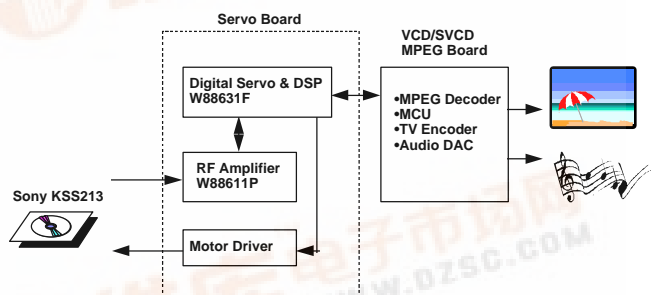 Servo Board
VCD/SVCD
MPEG Board
Digital Servo & DSP
W88631F
•MPEG Decoder
•MCU
•TV Encoder
•Audio DAC
RF Amplifier
W88611P
Sony KSS213
Motor Driver
WWW.DZSC.COM